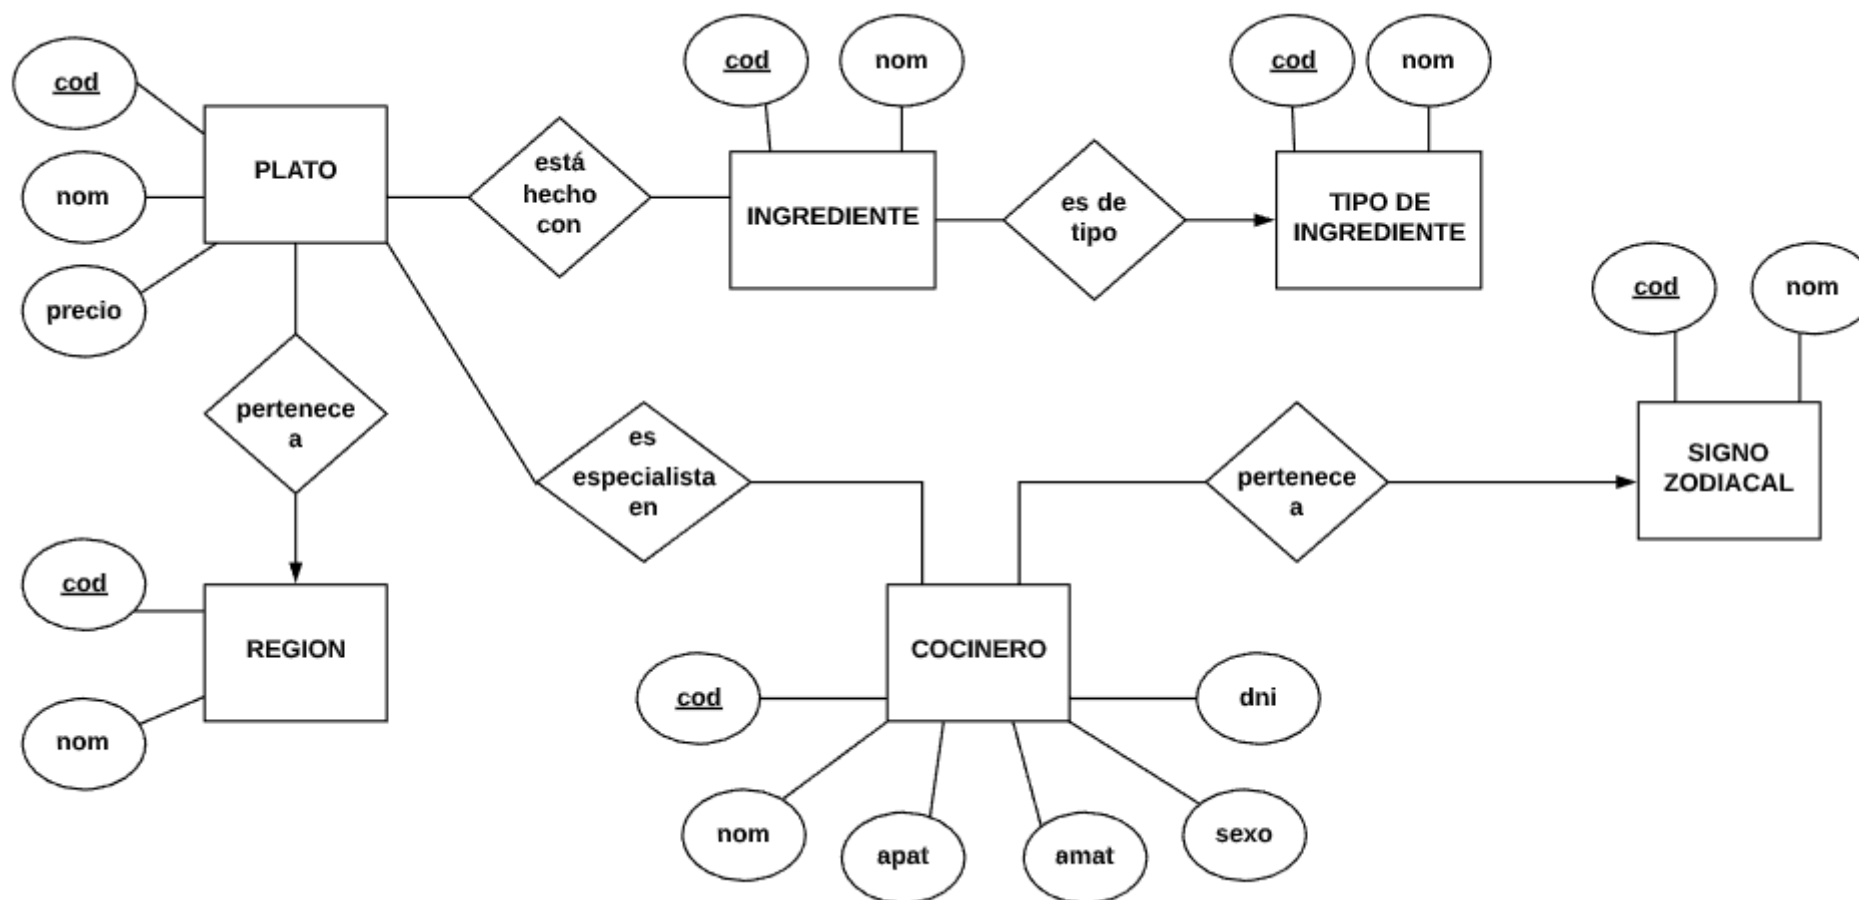 cod
nom
precio
PLATO
está
hecho
con
cod
nom
INGREDIENTE
es de
tipo
cod
nom
TIPO DE
INGREDIENTE
pertenece
a
es
especialista
en
pertenece
a
cod
nom
SIGNO
ZODIACAL
cod
nom
REGION
COCINERO
cod
nom
apat
amat
sexo
dni